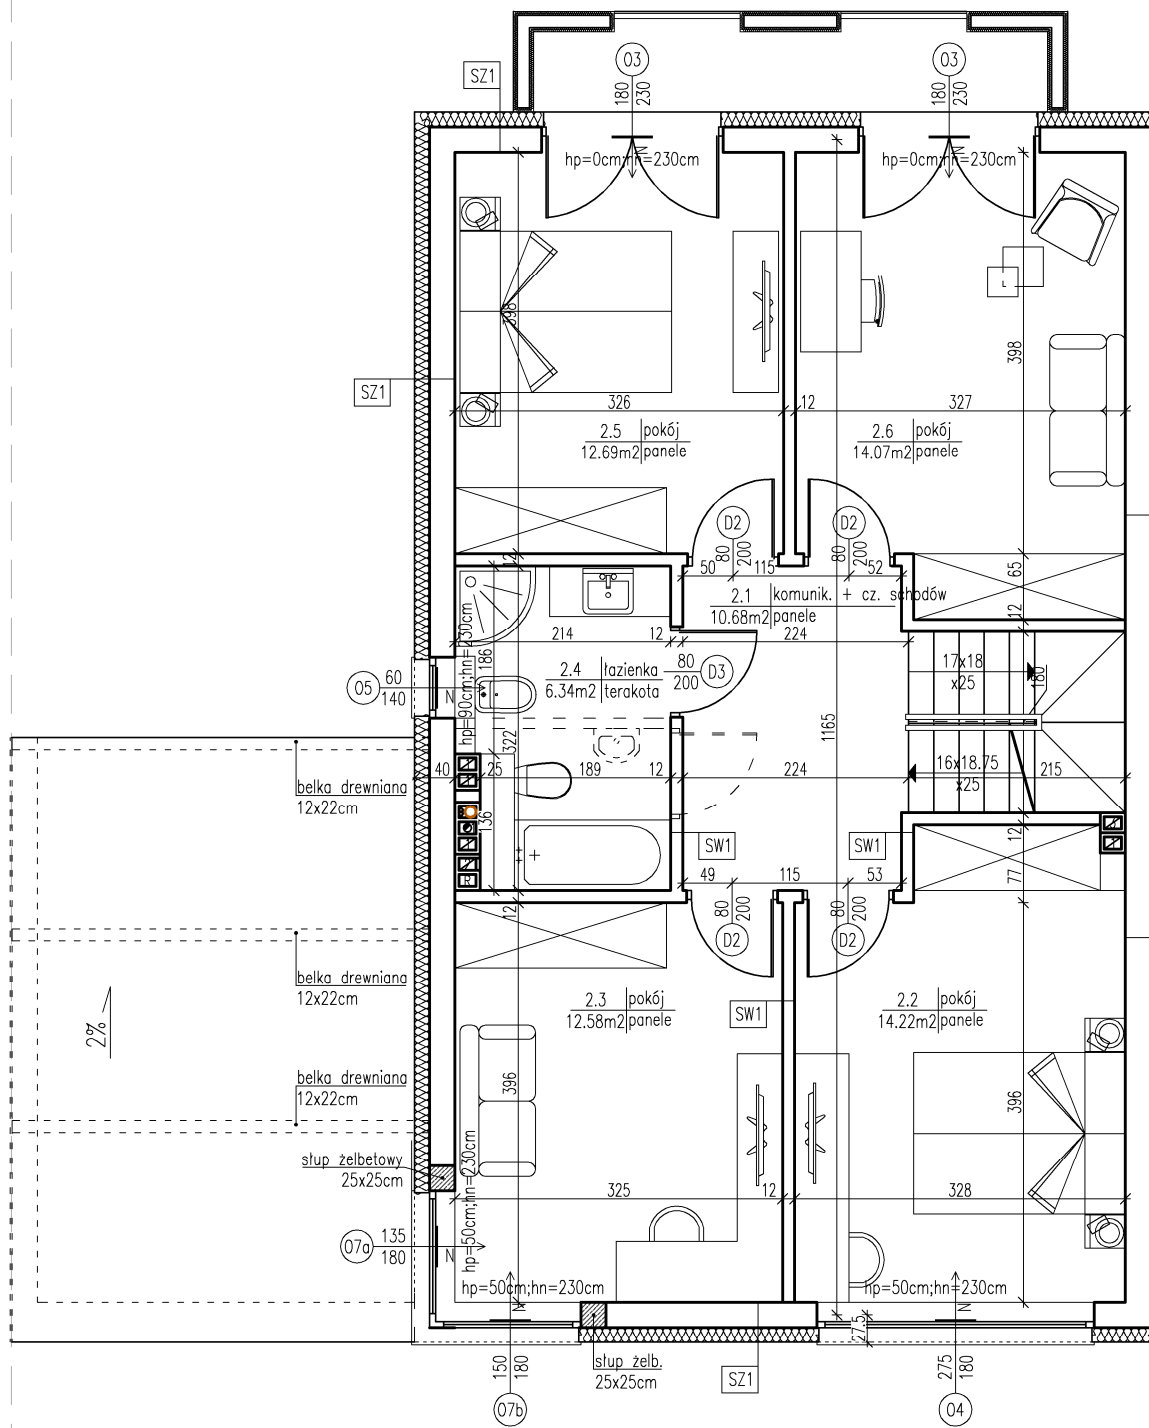 O3
O3
SZ1
180
230
180
230
hp=0cm;hn=230cm
hp=0cm;hn=230cm
N
N
398
L
398
SZ1
326
12
327
2.5 pokój
12.69m2 panele
2.6 pokój
14.07m2 panele
D2
D2
80
200
80
200
12
50
115
52
65
12
2.1 komunik. + cz. schodów
10.68m2 panele
214
12
224
hp=90cm;hn=230cm
186
2.4 łazienka
6.34m2 terakota
80
200
D3
17x18
x25
180
O5
60
140
N
322
1165
40
25
189
12
224
16x18.75
x25
215
belka drewniana
12x22cm
136
SW1
SW1
12
77
R
49
115
53
12
80
200
80
200
D2
D2
belka drewniana
12x22cm
2.3 pokój
12.58m2 panele
SW1
2.2 pokój
14.22m2 panele
2%
belka drewniana
12x22cm
396
396
słup żelbetowy
25x25cm
hp=50cm;hn=230cm
325
12
328
O7a
135
180
N
hp=50cm;hn=230cm
hp=50cm;hn=230cm
N
N
27.5
150
180
słup żelb.
25x25cm
SZ1
275
180
O7b
O4